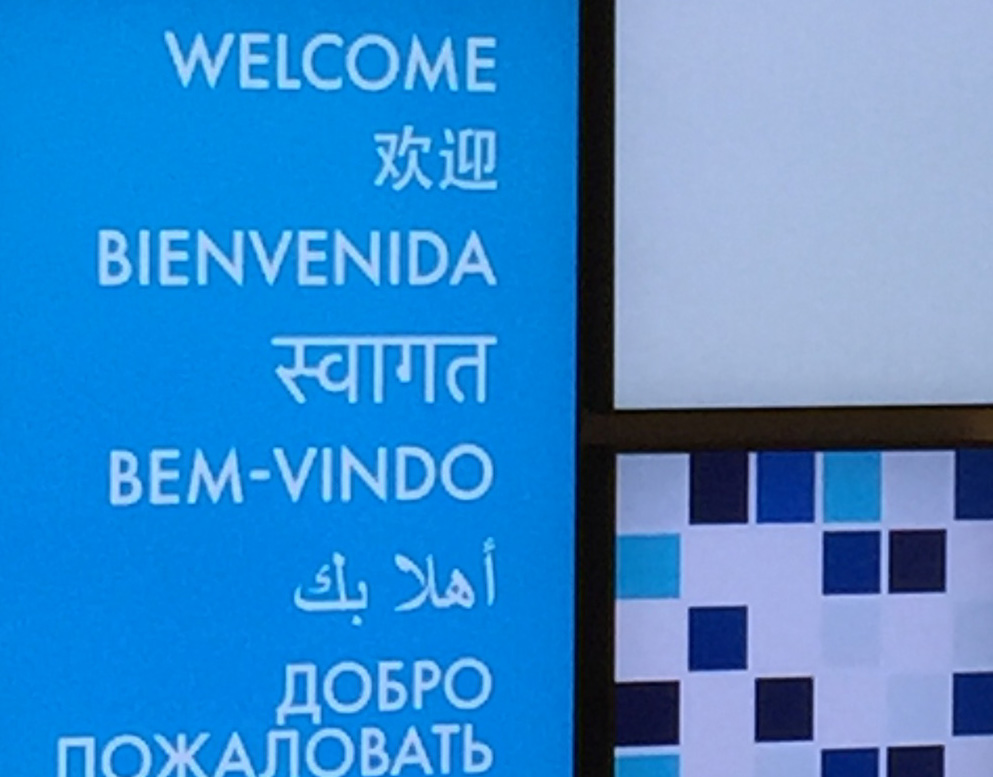 WELCOME
欢迎
BIENVENIDA
स्वागत
BEM-VINDO
أهلا بك
ДОБРО
ПОЖАЛОВАТЬ